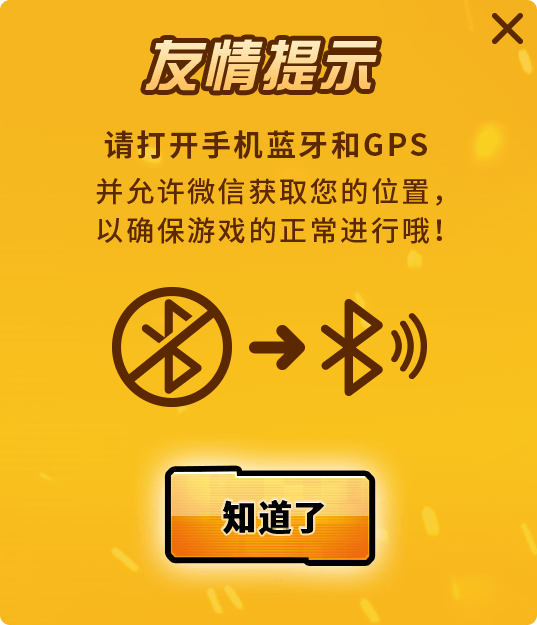 友情提示
请打开手机蓝牙和GPS
并允许微信获取您的位置，
以确保游戏的正常进行哦！
知道了